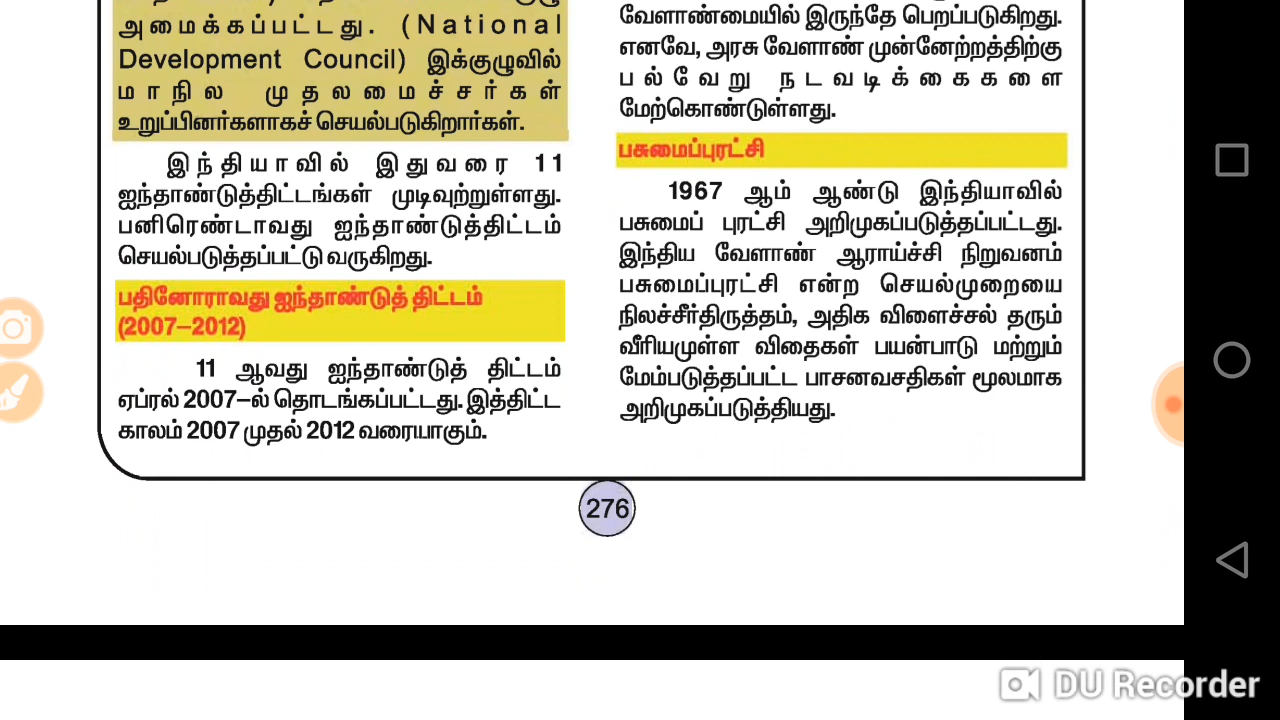 அமைக்கப்பட்டது. (National
Development Council) இக்குழுவில்
மாநில முதலமைச்சர்கள்
உறுப்பினர்களாகச் செயல்படுகிறார்கள்.
இந்தியாவில் இதுவரை 11
ஐந்தாண்டுத்திட்டங்கள் முடிவுற்றுள்ளது.
பனிரெண்டாவது ஐந்தாண்டுத்திட்டம்
செயல்படுத்தப்பட்டு வருகிறது.
பதினோராவது ஐந்தாண்டுத் திட்டம்
(2007–2012)
11 ஆவது ஐந்தாண்டுத் திட்டம்
ஏப்ரல் 2007–ல் தொடங்கப்பட்டது. இத்திட்ட
காலம் 2007 முதல் 2012 வரையாகும்.
வேளாண்மையில் இருந்தே பெறப்படுகிறது.
எனவே, அரசு வேளாண் முன்னேற்றத்திற்கு
பல்வேறு நடவடிக்கைகளை
மேற்கொண்டுள்ளது.
பசுமைப்புரட்சி
1967 ஆம் ஆண்டு இந்தியாவில்
பசுமைப் புரட்சி அறிமுகப்படுத்தப்பட்டது.
இந்திய வேளாண் ஆராய்ச்சி நிறுவனம்
பசுமைப்புரட்சி என்ற செயல்முறையை
நிலச்சீர்திருத்தம், அதிக விளைச்சல் தரும்
வீரியமுள்ள விதைகள் பயன்பாடு மற்றும்
மேம்படுத்தப்பட்ட பாசனவசதிகள் மூலமாக
அறிமுகப்படுத்தியது.
276
DU Recorder